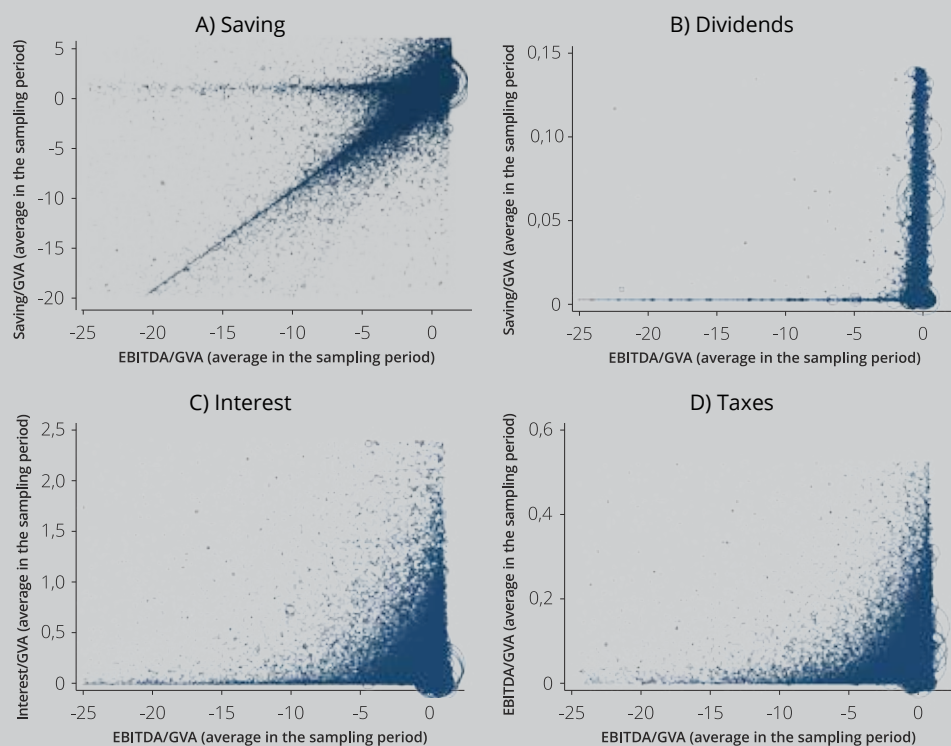 A) Saving
Saving/GVA (average in the sampling period
5
0
-5
-10
-15
-20
-25 -20 -15 -10 -5 0
EBITDA/GVA (average in the sampling period)
B) Dividends
Saving/GVA (average in the sampling period
0,15
0,10
0,05
0
-25 -20 -15 -10 -5 0
EBITDA/GVA (average in the sampling period)
C) Interest
Interest/GVA (average in the sampling period)
2,5
2,0
1,5
1,0
0,5
0
-25 -20 -15 -10 -5 0
EBITDA/GVA (average in the sampling period)
D) Taxes
EBITDA/GVA (average in the sampling period)
0,6
0,4
0,2
0
-25 -20 -15 -10 -5 0
EBITDA/GVA (average in the sampling period)